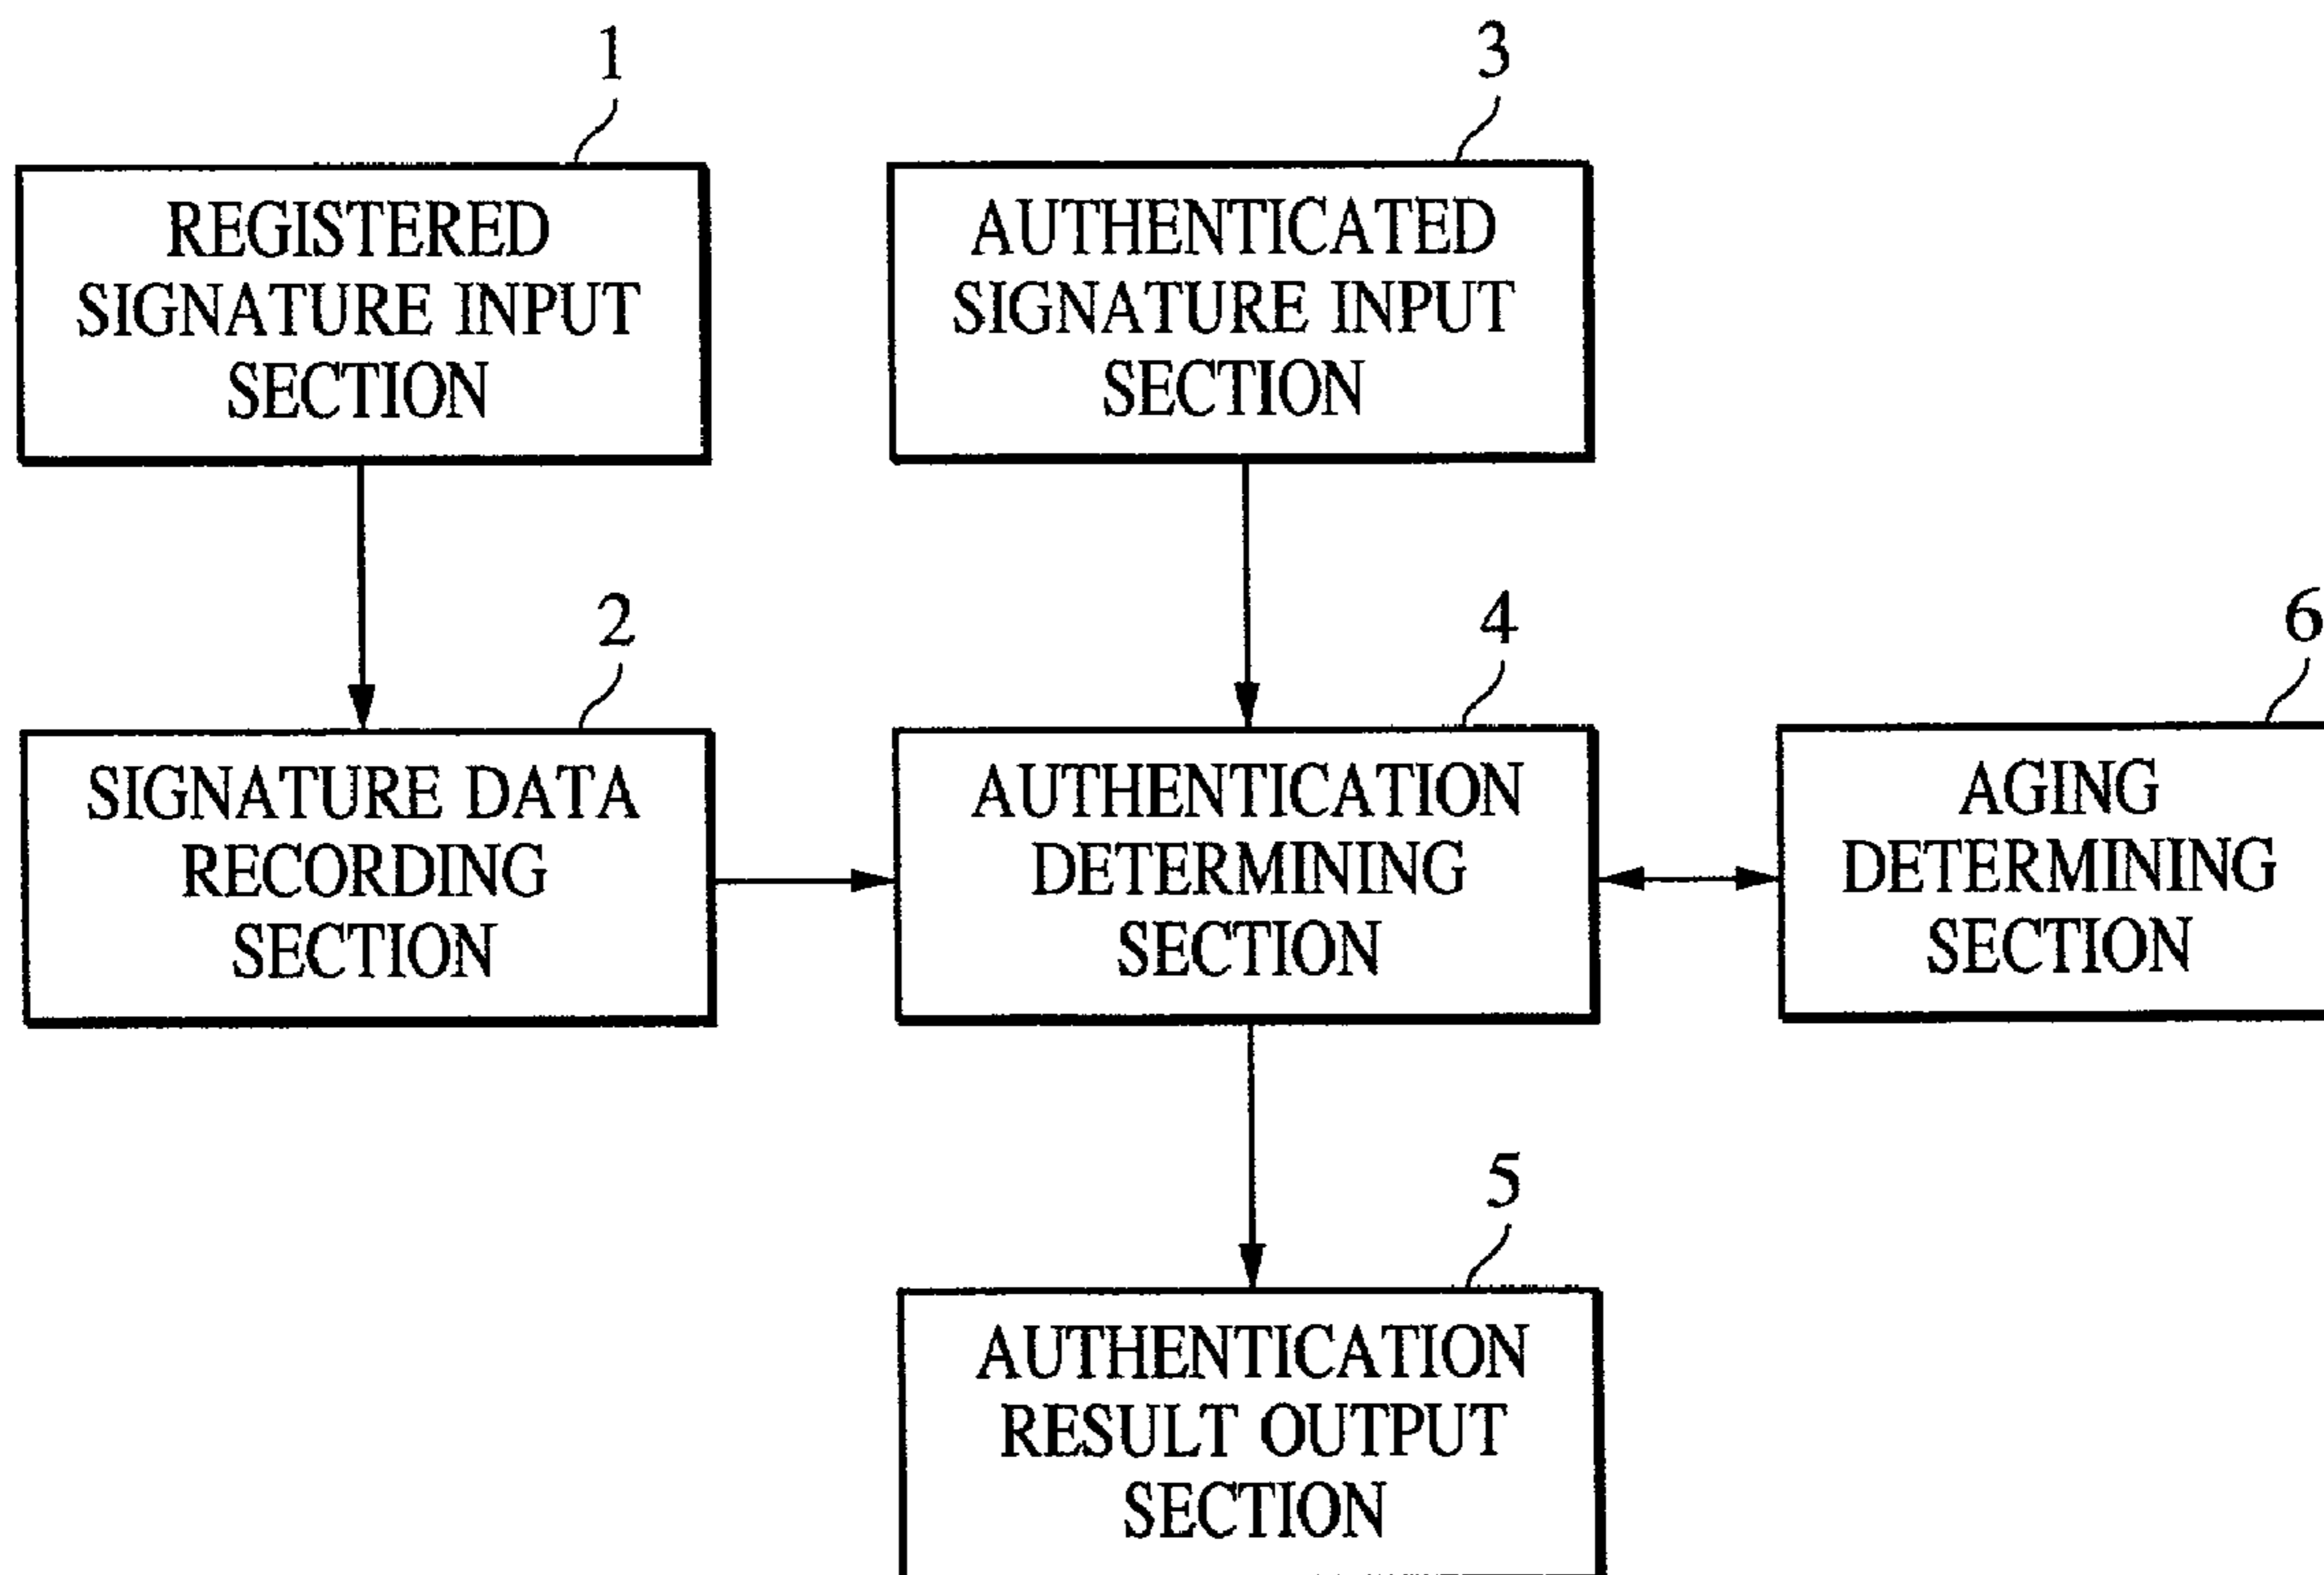 1
REGISTERED
SIGNATURE INPUT
SECTION
3
AUTHENTICATED
SIGNATURE INPUT
SECTION
2
SIGNATURE DATA
RECORDING
SECTION
4
AUTHENTICATION
DETERMINING
SECTION
6
AGING
DETERMINING
SECTION
5
AUTHENTICATION
RESULT OUTPUT
SECTION